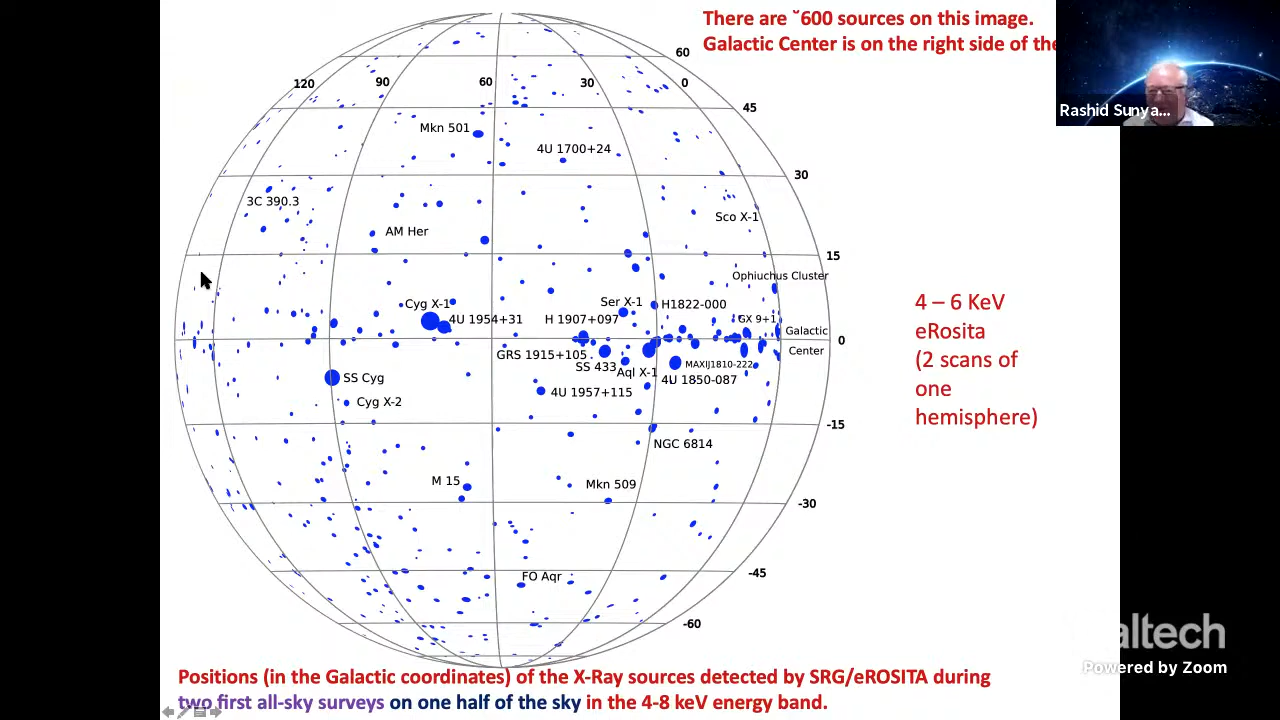 There are ˜600 sources on this image.
Galactic Center is on the right side of the
Rashid Sunya...
60
120
90
60
30
0
45
Mkn 501
4U 1700+24
30
3C 390.3
Sco X-1
AM Her
15
Ophiuchus Cluster
4 – 6 KeV
eRosita
(2 scans of
one
hemisphere)
Cyg X-1
Ser X-1
H1822-000
4U 1954+31
H 1907+097
GX 9+1
Galactic
Center
0
GRS 1915+105
SS 433
Aql X-1
MAXIJ1810-222
4U 1850-087
SS Cyg
4U 1957+115
Cyg X-2
-15
NGC 6814
M 15
Mkn 509
-30
FO Aqr
-45
-60
altech
Powered by Zoom
Positions (in the Galactic coordinates) of the X-Ray sources detected by SRG/eROSITA during
two first all-sky surveys on one half of the sky in the 4-8 keV energy band.